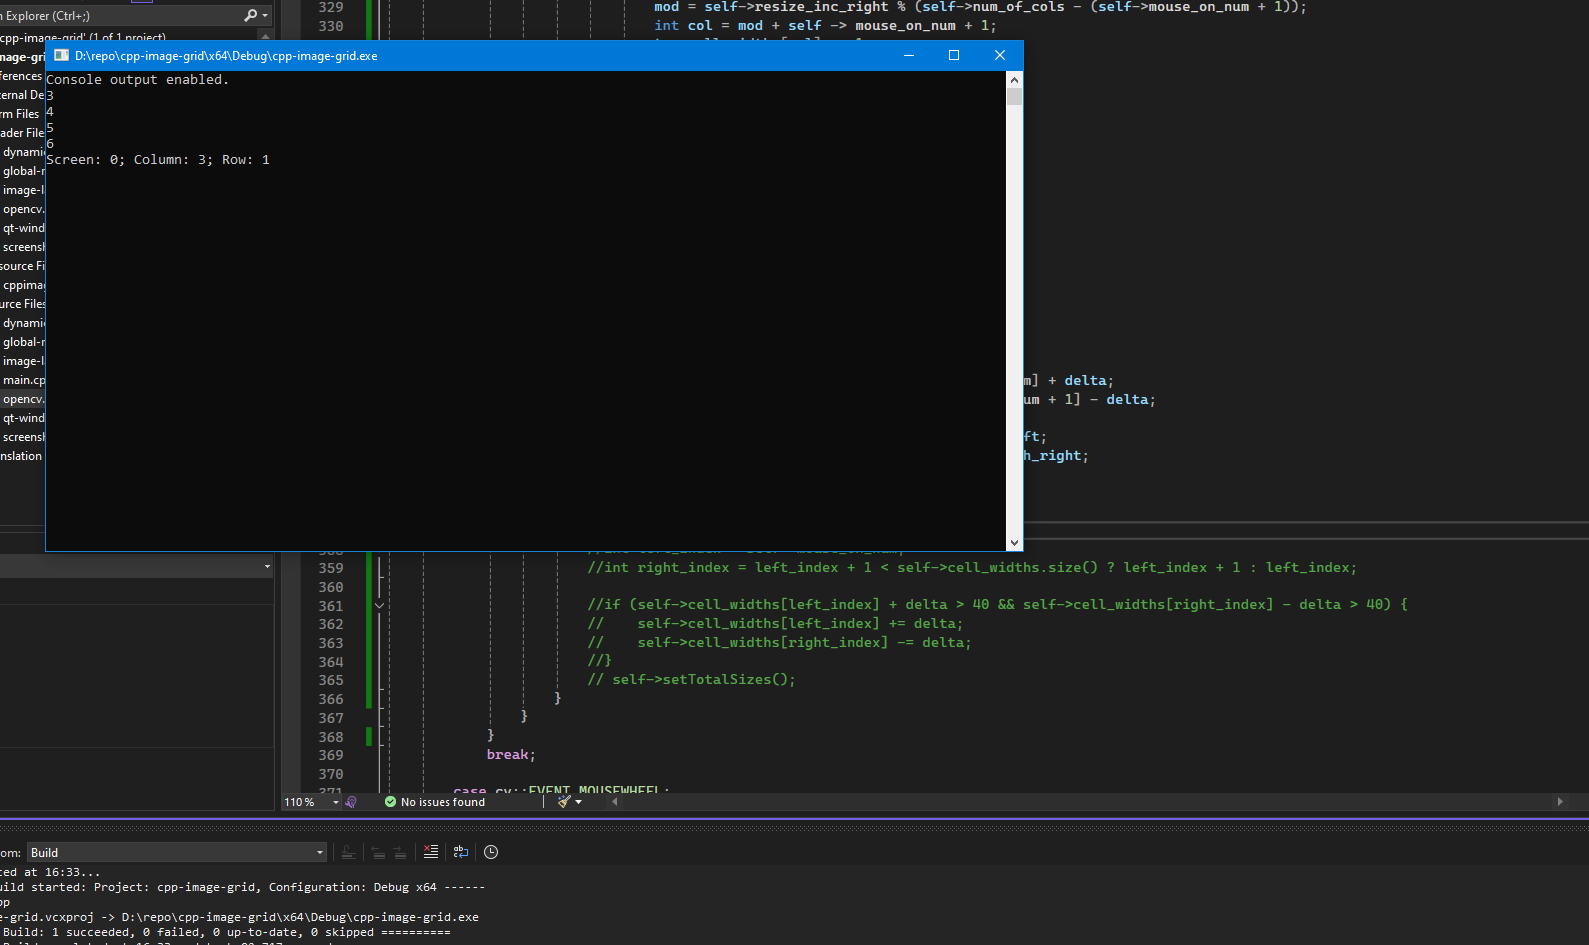 n Explorer (Ctrl+;)
cpp-image-grid' (1 of 1 project)
mage-gri
ferences
ternal De
rm Files
ader File
dynami
global-r
image-l
opencv.
qt-wind
screensh
source Fi
cppimag
urce Files
dynami
global-r
image-l
main.cp
opencv.
qt-wind
screensh
nslation
D:\repo\cpp-image-grid\x64\Debug\cpp-image-grid.exe
Console output enabled.
3
4
5
6
Screen: 0; Column: 3; Row: 1
329 mod = self->resize_inc_right % (self->num_of_cols - (self->mouse_on_num + 1));
330 int col = mod + self -> mouse_on_num + 1;
m] + delta;
um + 1] - delta;
ft;
h_right;
359 //int right_index = left_index + 1 < self->cell_widths.size() ? left_index + 1 : left_index;
360
361 //if (self->cell_widths[left_index] + delta > 40 && self->cell_widths[right_index] - delta > 40) {
362 // self->cell_widths[left_index] += delta;
363 // self->cell_widths[right_index] -= delta;
364 //}
365 // self->setTotalSizes();
366 }
367 }
368 }
369 break;
370
371 case cv::EVENT_MOUSEWHEEL:
110 % No issues found
om: Build
ted at 16:33...
uild started: Project: cpp-image-grid, Configuration: Debug x64 ------
pp
e-grid.vcxproj -> D:\repo\cpp-image-grid\x64\Debug\cpp-image-grid.exe
Build: 1 succeeded, 0 failed, 0 up-to-date, 0 skipped ==========